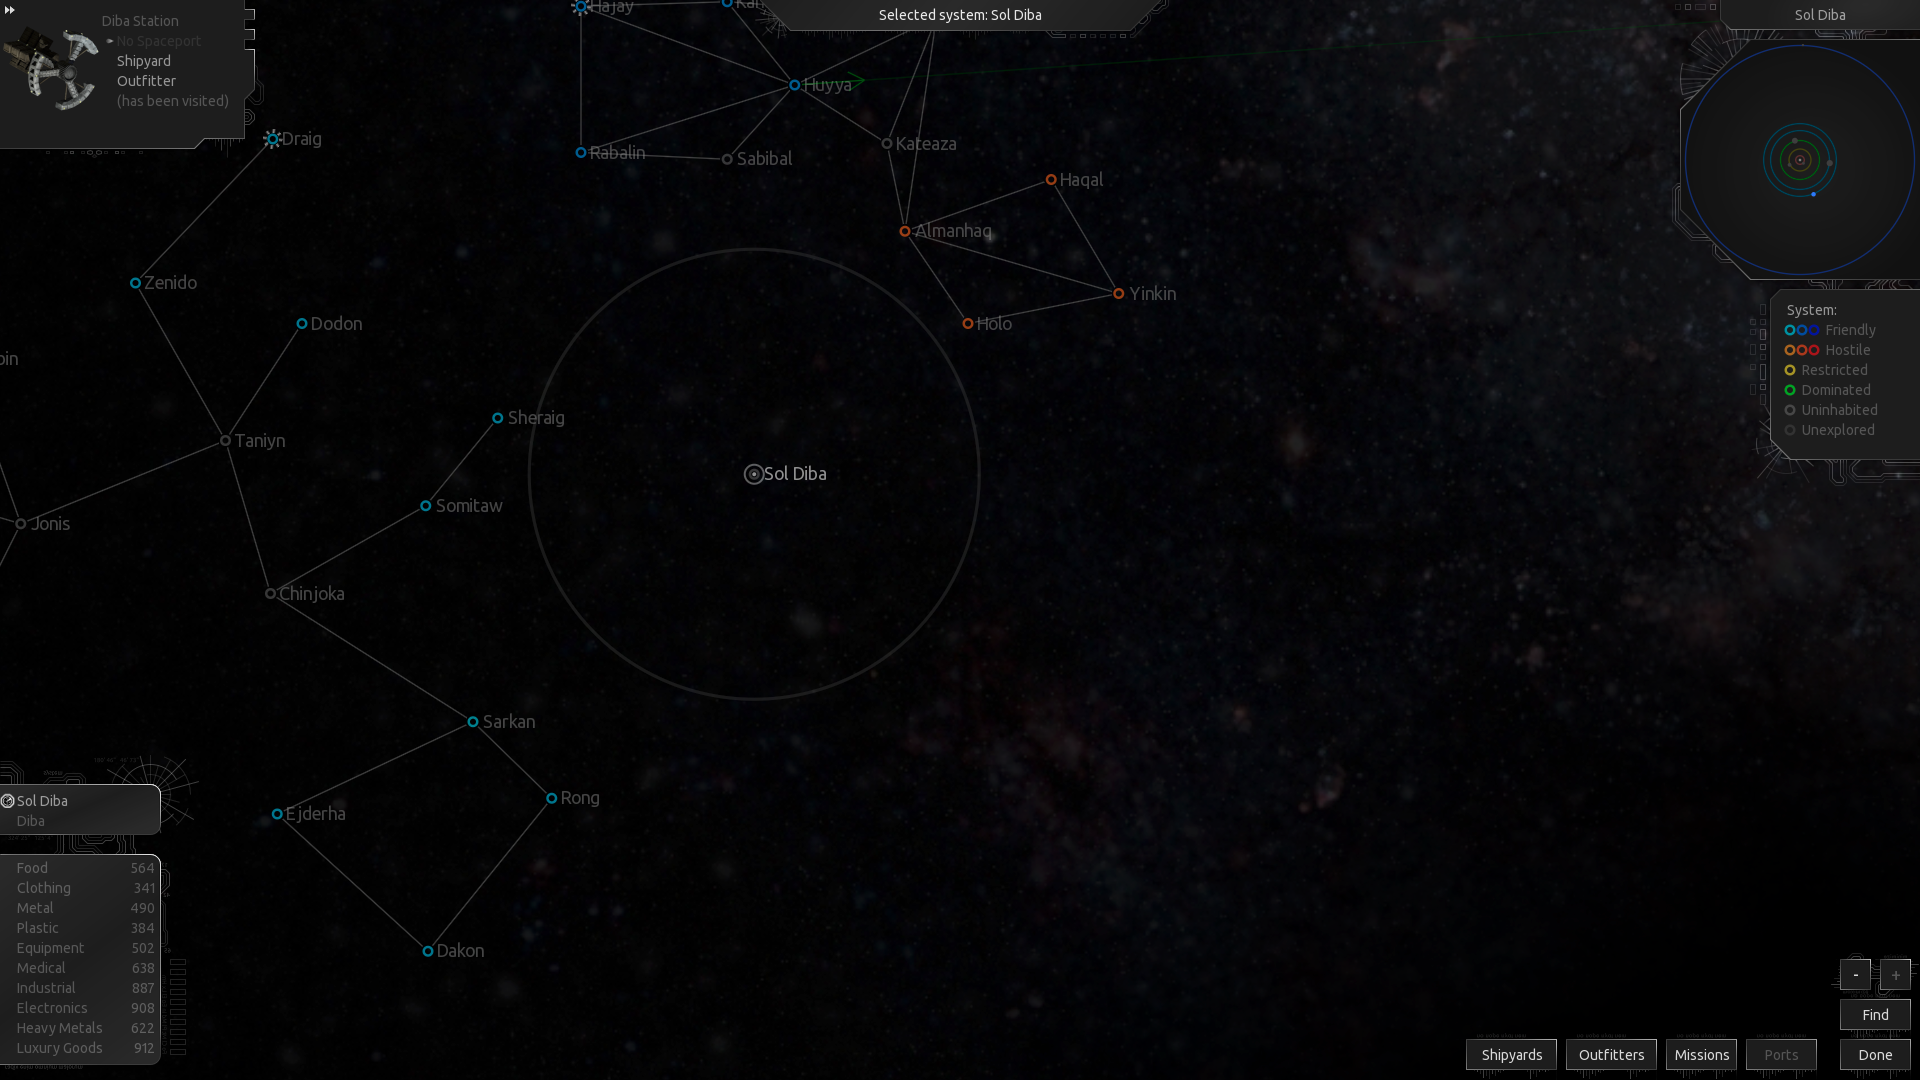 Diba Station
No Spaceport
Shipyard
Outfitter
(has been visited)
Selected system: Sol Diba
Sol Diba
Hajay
Huyya
Draig
Rabalin
Sabibal
Kateaza
Haqal
Almanhaq
Zenido
Yinkin
Dodon
Holo
Sheraig
Taniyn
Sol Diba
Somitaw
Jonis
Chinjoka
Sarkan
Rong
Ejderha
Dakon
System:
Friendly
Hostile
Restricted
Dominated
Uninhabited
Unexplored
Sol Diba
Diba
Food 564
Clothing 341
Metal 490
Plastic 384
Equipment 502
Medical 638
Industrial 887
Electronics 908
Heavy Metals 622
Luxury Goods 912
- +
Find
Shipyards Outfitters Missions Ports Done